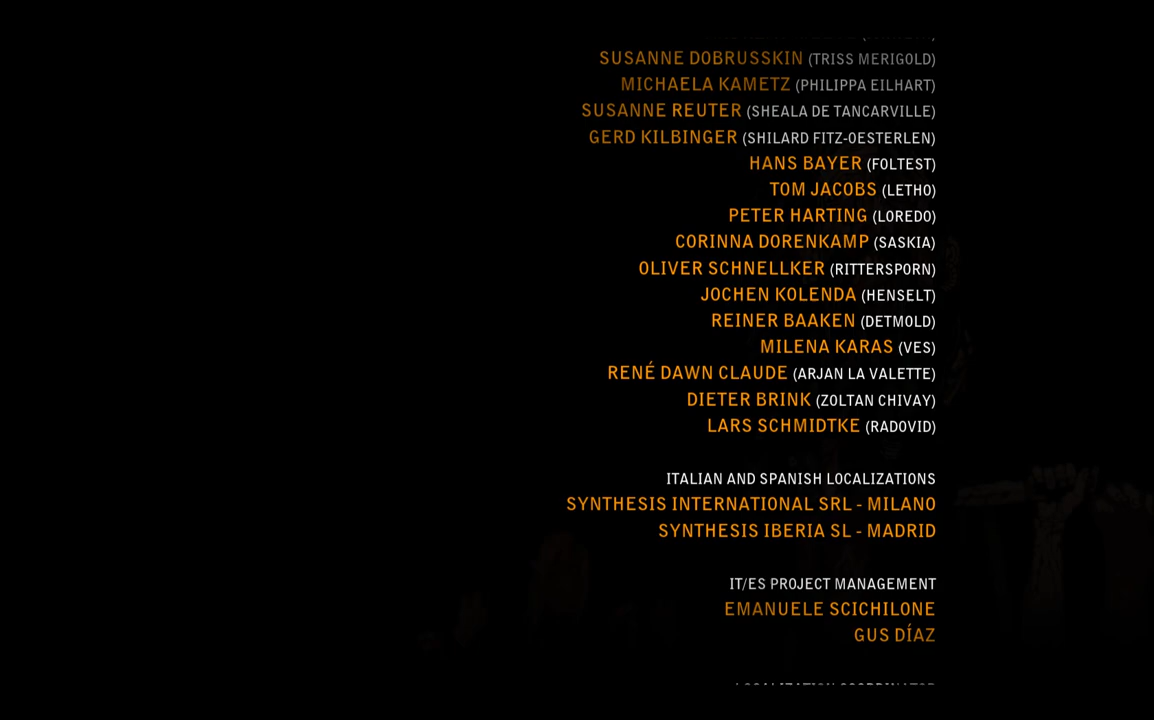 SUSANNE DOBRUSSKIN (TRISS MERIGOLD)
MICHAELA KAMETZ (PHILIPPA EILHART)
SUSANNE REUTER (SHEALA DE TANCARVILLE)
GERD KILBINGER (SHILARD FITZ-OESTERLEN)
HANS BAYER (FOLTEST)
TOM JACOBS (LETHO)
PETER HARTING (LOREDO)
CORINNA DORENKAMP (SASKIA)
OLIVER SCHNELLKER (RITTERSPORN)
JOCHEN KOLENDA (HENSELT)
REINER BAAKEN (DETMOLD)
MILENA KARAS (VES)
RENÉ DAWN CLAUDE (ARJAN LA VALETTE)
DIETER BRINK (ZOLTAN CHIVAY)
LARS SCHMIDTKE (RADOVID)
ITALIAN AND SPANISH LOCALIZATIONS
SYNTHESIS INTERNATIONAL SRL - MILANO
SYNTHESIS IBERIA SL - MADRID
IT/ES PROJECT MANAGEMENT
EMANUELE SCICHILONE
GUS DÍAZ